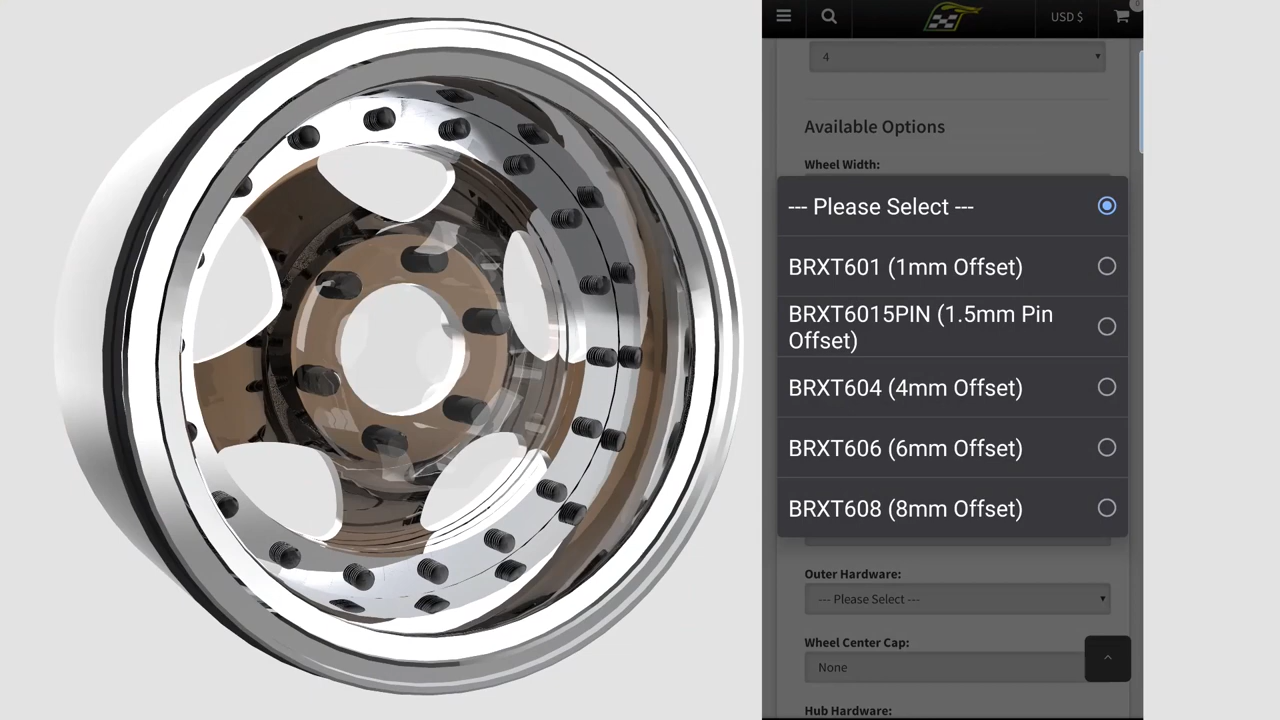 USD $
0
4
Available Options
Wheel Width:
--- Please Select ---
BRXT601 (1mm Offset)
BRXT6015PIN (1.5mm Pin
Offset)
BRXT604 (4mm Offset)
BRXT606 (6mm Offset)
BRXT608 (8mm Offset)
Outer Hardware:
--- Please Select ---
Wheel Center Cap:
None
Hub Hardware: